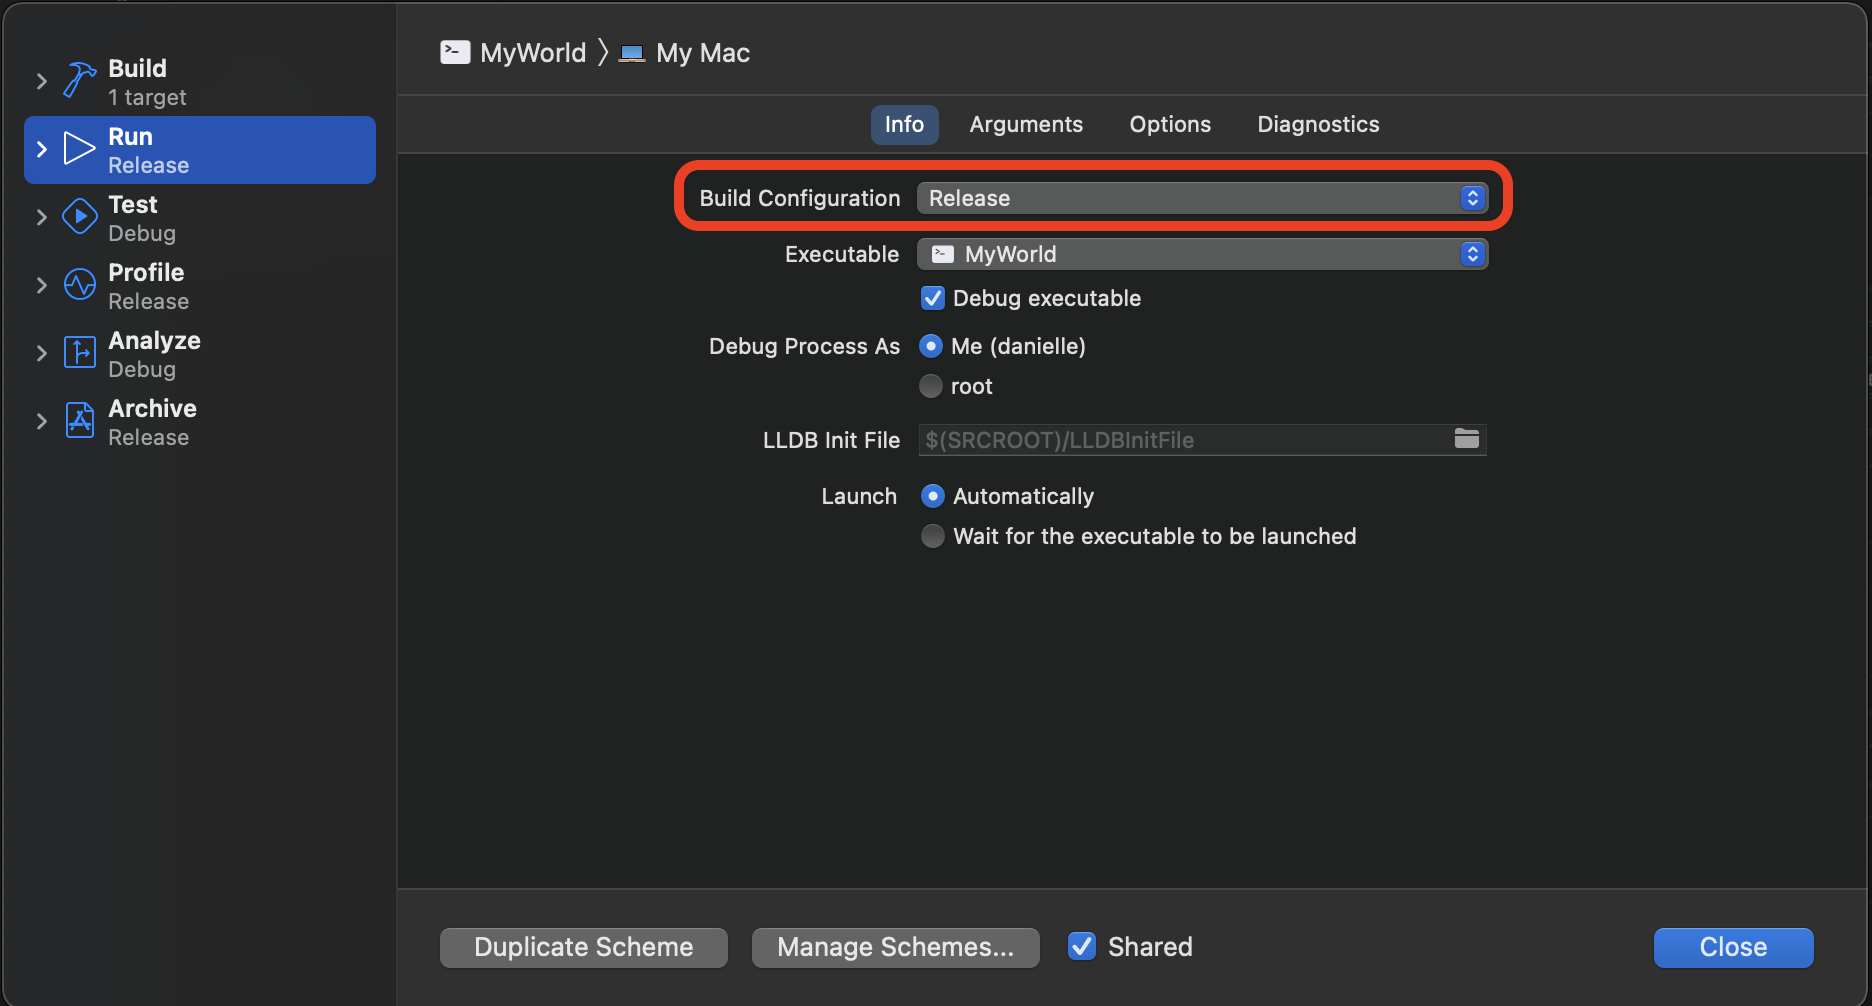 Build
1 target
Run
Release
Test
Debug
Profile
Release
Analyze
Debug
Archive
Release
MyWorld 〉 My Mac
Info Arguments Options Diagnostics
Build Configuration Release
Executable MyWorld
Debug executable
Debug Process As Me (danielle)
root
LLDB Init File $(SRCROOT)/LLDBInitFile
Launch Automatically
Wait for the executable to be launched
Duplicate Scheme Manage Schemes... Shared Close